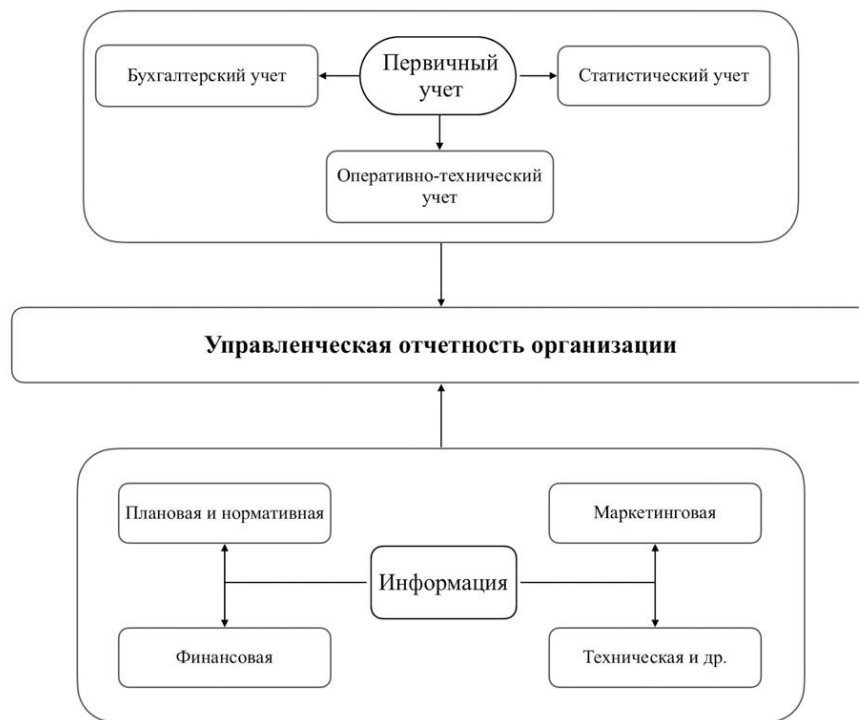 Бухгалтерский учет
Первичный
учет
Статистический учет
Оперативно-технический
учет
Управленческая отчетность организации
Плановая и нормативная
Маркетинговая
Информация
Финансовая
Техническая и др.